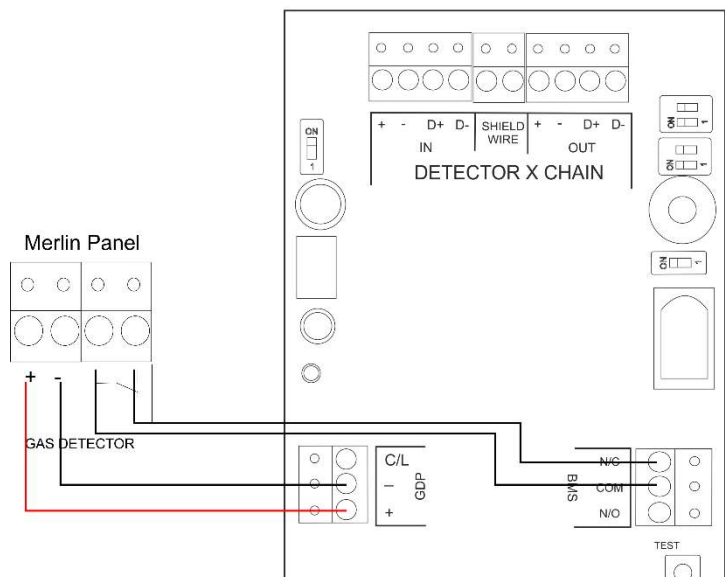 + - D+ D- SHIELD WIRE + - D+ D-
IN OUT
DETECTOR X CHAIN
ON
1
ON
1
ON
1
ON
1
Merlin Panel
+ -
GAS DETECTOR
C/L
–
+
GDP
BMS
N/C
COM
N/O
TEST